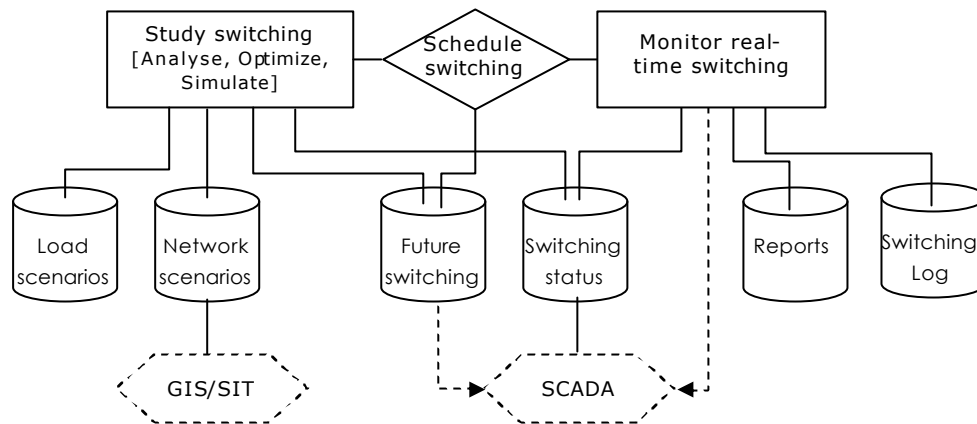 Study switching
[Analyse, Optimize,
Simulate]
Schedule
switching
Monitor real-
time switching
Load
scenarios
Network
scenarios
Future
switching
Switching
status
Reports
Switching
Log
GIS/SIT
SCADA